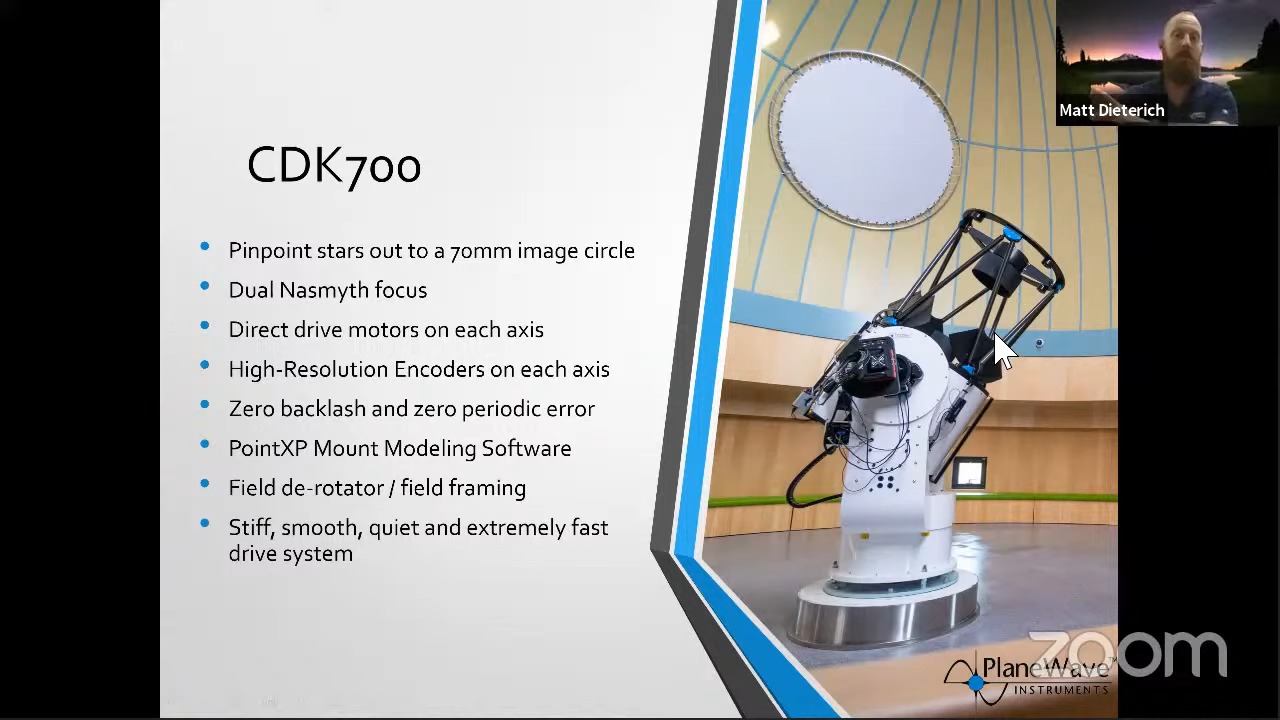 Matt Dieterich
CDK700
Pinpoint stars out to a 70mm image circle
Dual Nasmyth focus
Direct drive motors on each axis
High-Resolution Encoders on each axis
Zero backlash and zero periodic error
PointXP Mount Modeling Software
Field de-rotator / field framing
Stiff, smooth, quiet and extremely fast
drive system
zoom
PlaneWave™
INSTRUMENTS